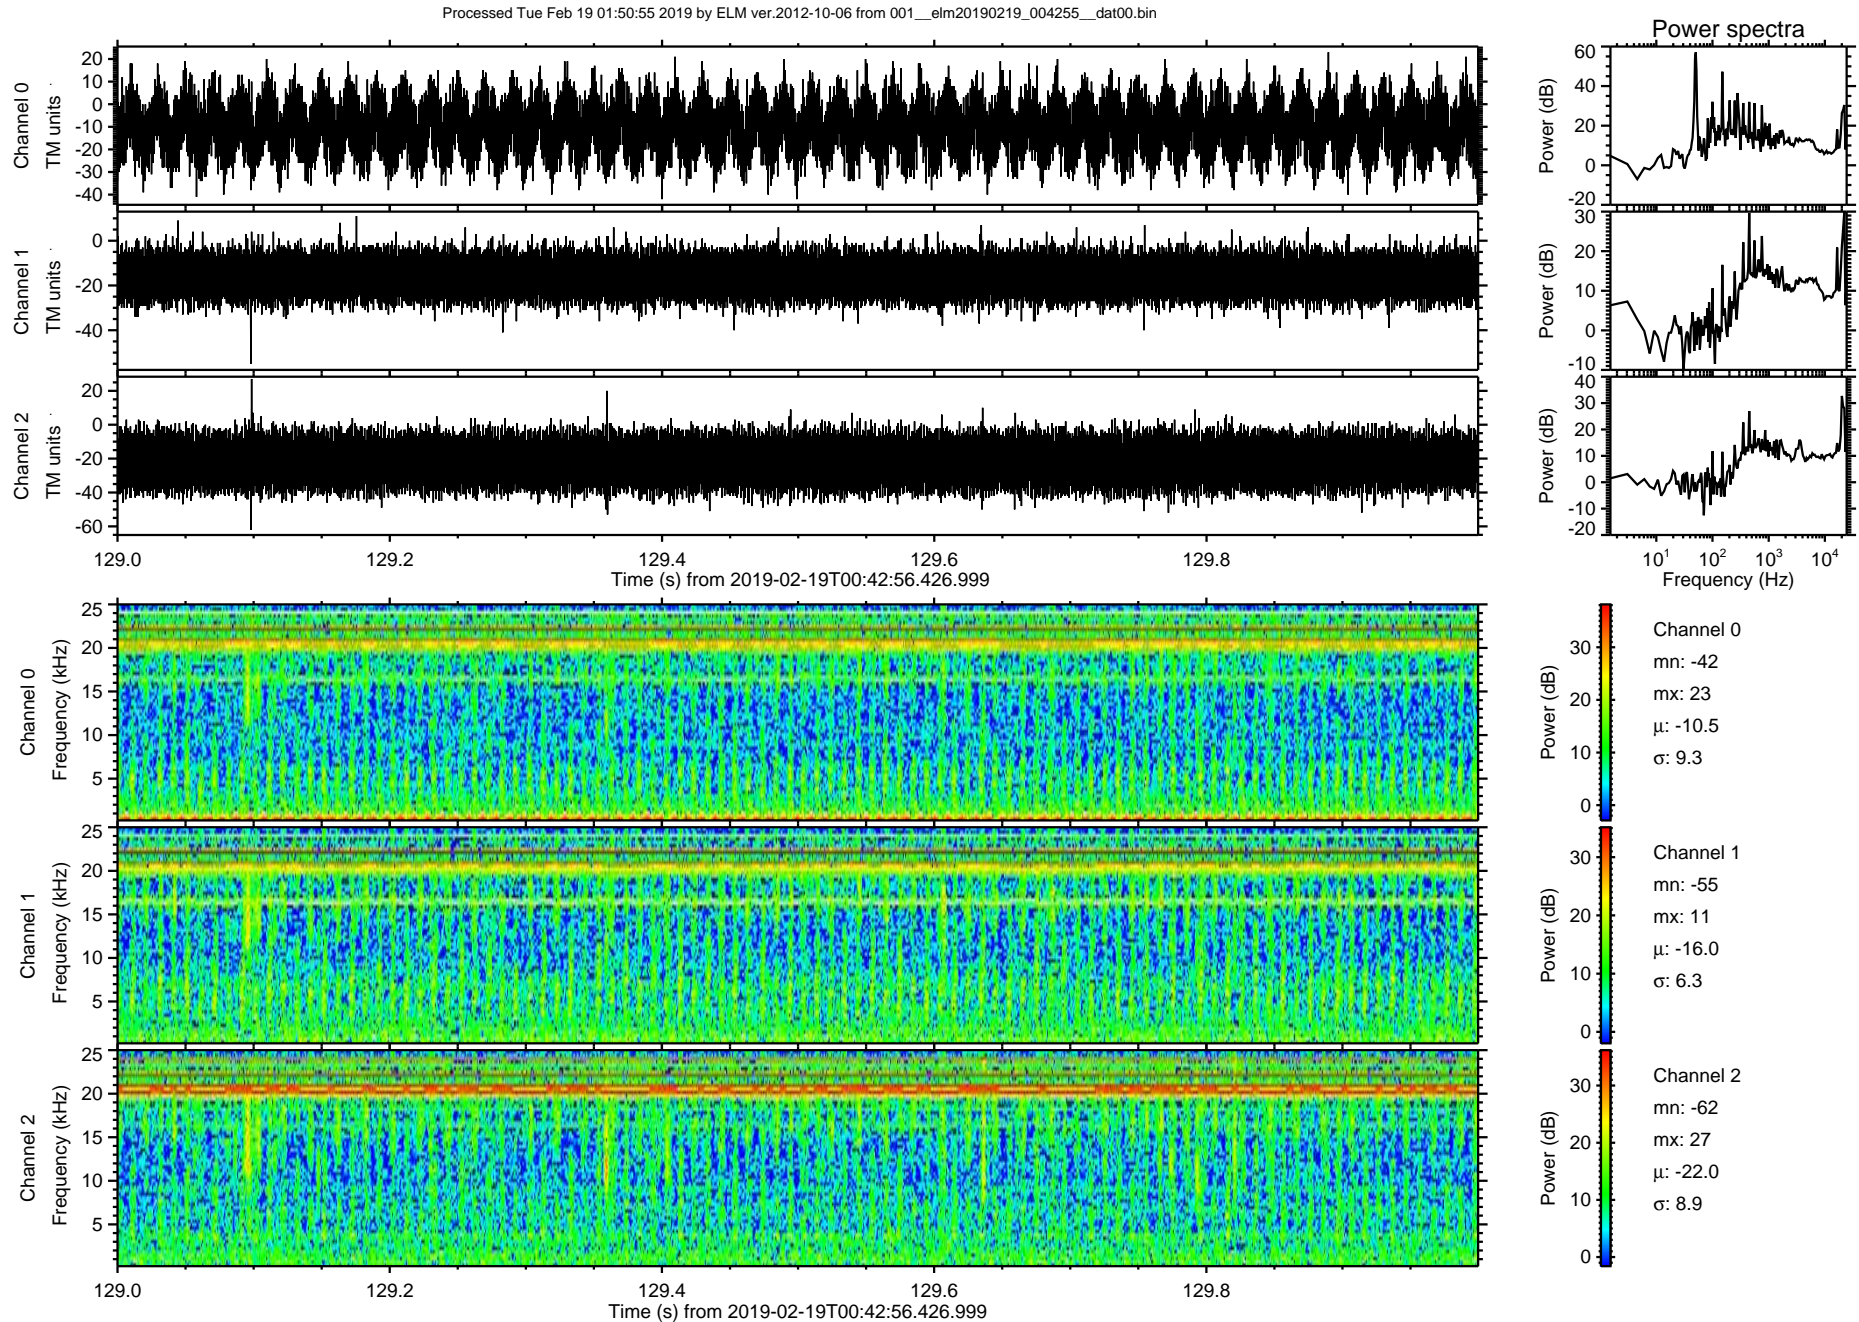 Processed Tue Feb 19 01:50:55 2019 by ELM ver.2012-10-06 from 001__elm20190219_004255__dat00.bin
Power spectra
Channel 0
TM units
20
10
0
-10
-20
-30
-40
Power (dB)
60
40
20
0
-20
Channel 1
TM units
0
-20
-40
Power (dB)
30
20
10
0
-10
Channel 2
TM units
20
0
-20
-40
-60
Power (dB)
40
30
20
10
0
-10
-20
129.0 129.2 129.4 129.6 129.8
Time (s) from 2019-02-19T00:42:56.426.999
10¹ 10² 10³ 10⁴
Frequency (Hz)
Channel 0
Frequency (kHz)
25
20
15
10
5
Power (dB)
30
20
10
0
Channel 0
mn: -42
mx: 23
μ: -10.5
σ: 9.3
Channel 1
Frequency (kHz)
25
20
15
10
5
Power (dB)
30
20
10
0
Channel 1
mn: -55
mx: 11
μ: -16.0
σ: 6.3
Channel 2
Frequency (kHz)
25
20
15
10
5
Power (dB)
30
20
10
0
Channel 2
mn: -62
mx: 27
μ: -22.0
σ: 8.9
129.0 129.2 129.4 129.6 129.8
Time (s) from 2019-02-19T00:42:56.426.999